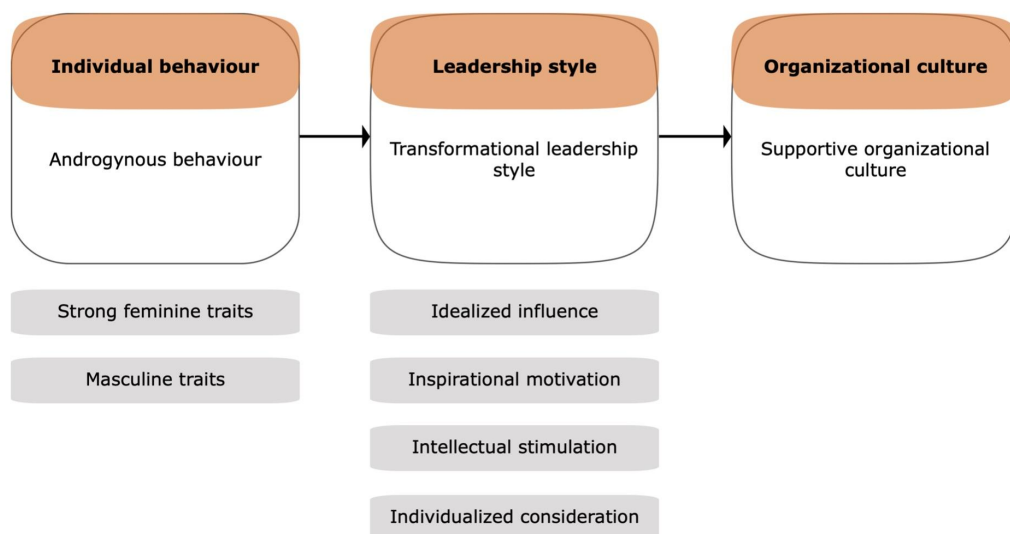 Individual behaviour
Androgynous behaviour
Strong feminine traits
Masculine traits
Leadership style
Transformational leadership
style
Idealized influence
Inspirational motivation
Intellectual stimulation
Individualized consideration
Organizational culture
Supportive organizational
culture